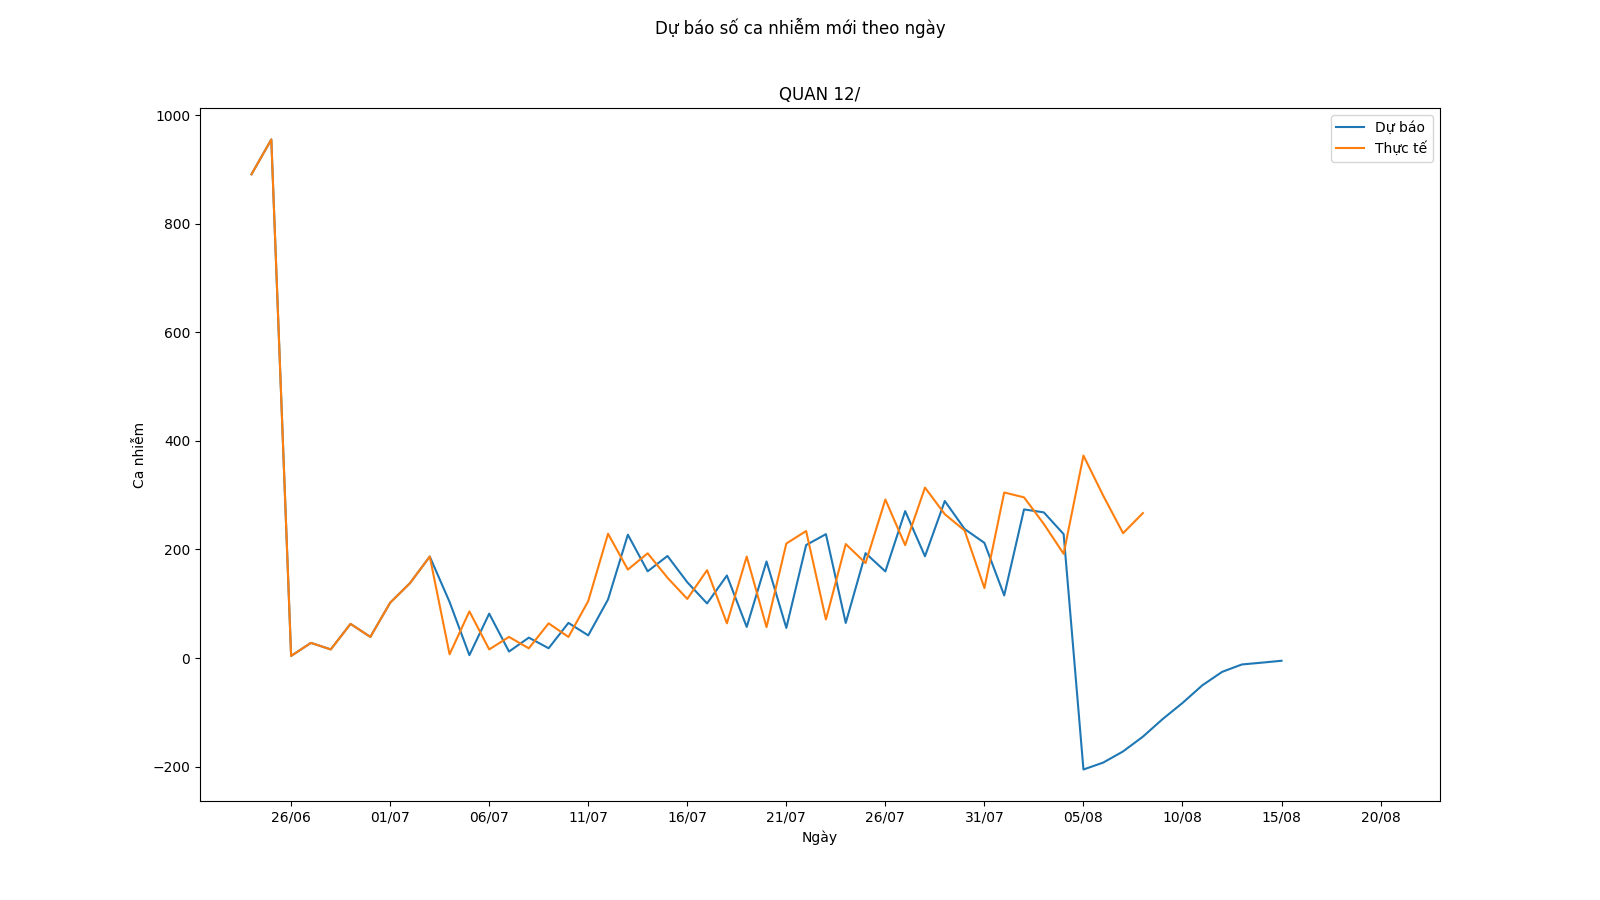 Dự báo số ca nhiễm mới theo ngày
QUAN 12/
Dự báo
Thực tế
Ca nhiễm
1000
800
600
400
200
0
−200
26/06 01/07 06/07 11/07 16/07 21/07 26/07 31/07 05/08 10/08 15/08 20/08
Ngày